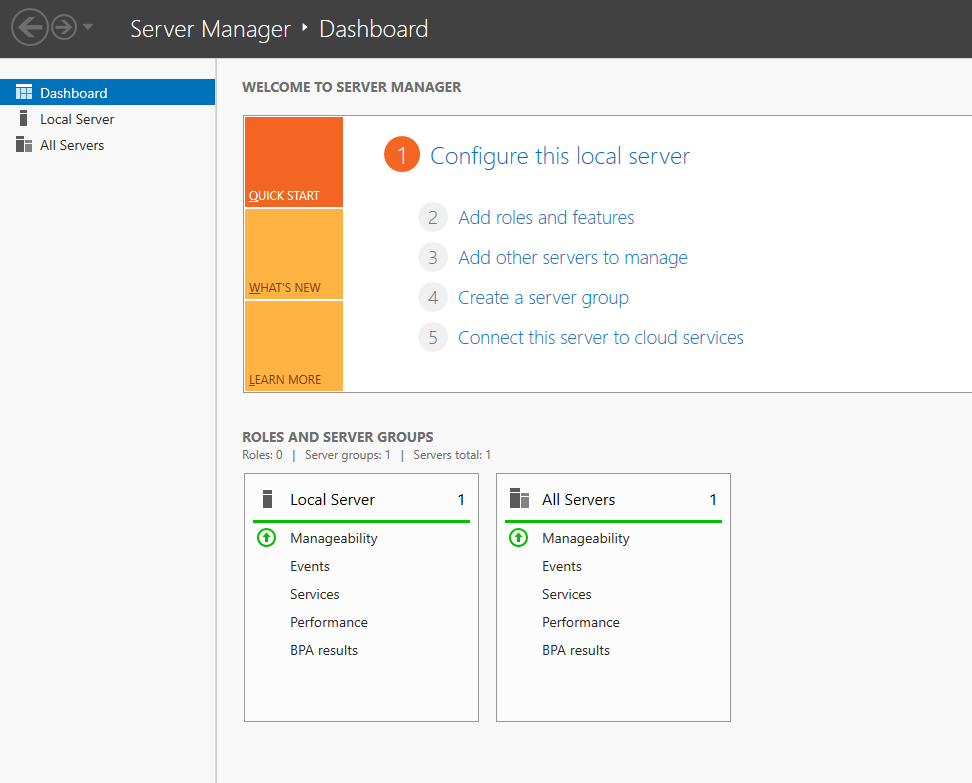 Server Manager ‣ Dashboard
Dashboard
Local Server
All Servers
WELCOME TO SERVER MANAGER
QUICK START
WHAT'S NEW
LEARN MORE
1 Configure this local server
2 Add roles and features
3 Add other servers to manage
4 Create a server group
5 Connect this server to cloud services
ROLES AND SERVER GROUPS
Roles: 0 | Server groups: 1 | Servers total: 1
Local Server 1
Manageability
Events
Services
Performance
BPA results
All Servers 1
Manageability
Events
Services
Performance
BPA results